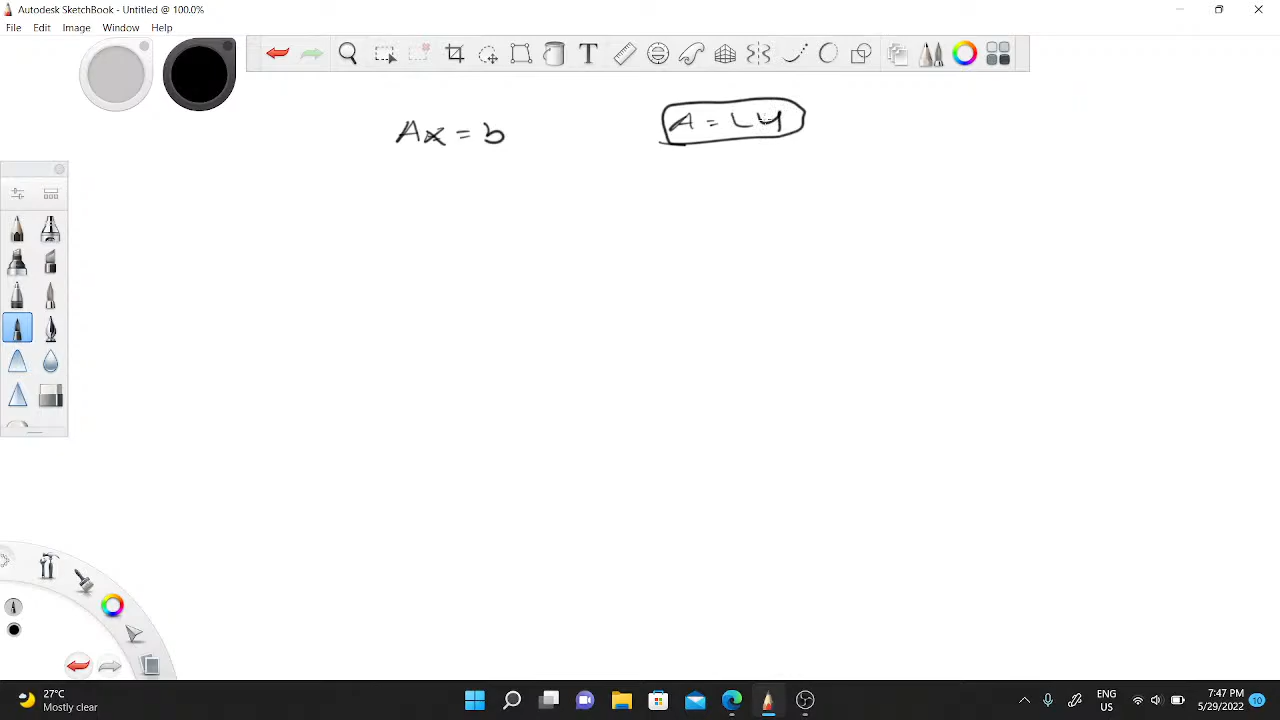 Autodesk SketchBook - Untitled @ 100.0%
File Edit Image Window Help
T
Ax = b
A = LU
27°C
Mostly clear
ENG
US
7:47 PM
5/29/2022
10